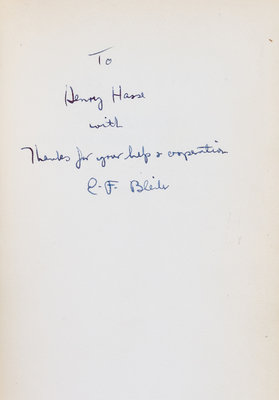 To
Henry Hasse
with
Thanks for your help & cooperation
E. F. Bleiler